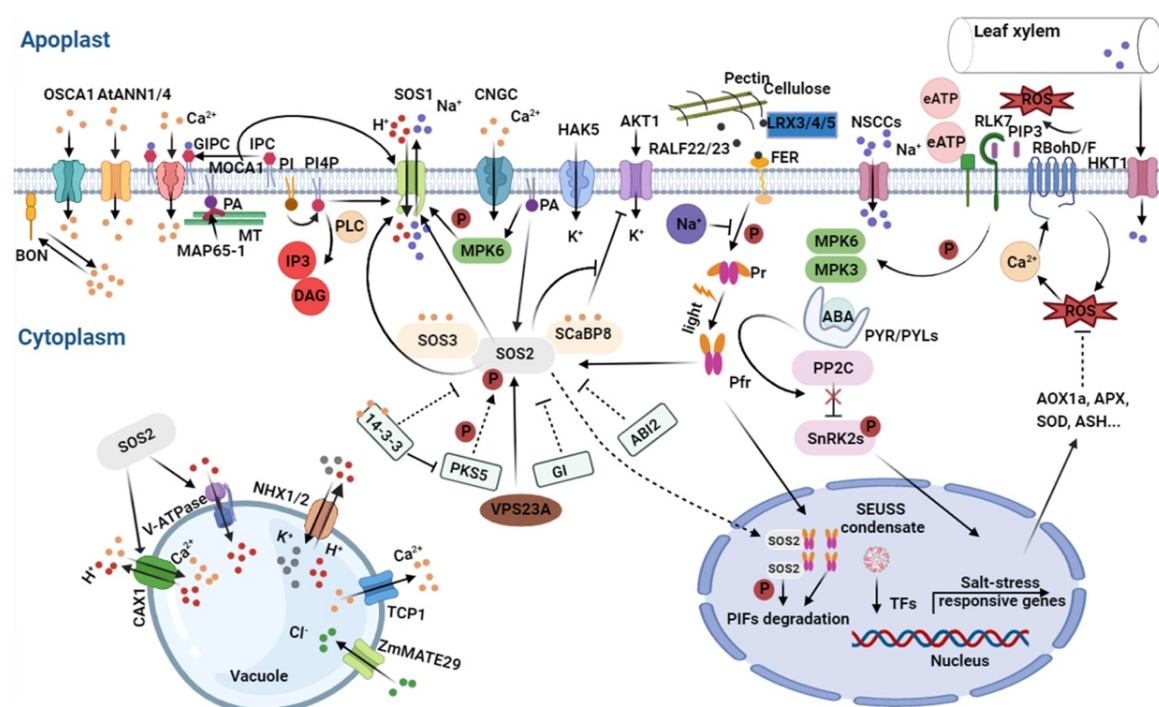 Apoplast
Leaf xylem
OSCA1 AtANN1/4
Ca²⁺
GIPC
IPC
MOCA1
PI
PI4P
PA
MT
MAP65-1
BON
PLC
IP3
DAG
SOS1
H⁺
Na⁺
CNGC
Ca²⁺
PA
P
MPK6
HAK5
K⁺
AKT1
K⁺
Pectin
Cellulose
LRX3/4/5
RALF22/23
FER
Na⁺
P
Pr
light
Pfr
NSCCs
Na⁺
eATP
eATP
ROS
RLK7
PIP3
RBohD/F
HKT1
P
MPK6
MPK3
Ca²⁺
ROS
ABA
PYR/PYLs
PP2C
SnRK2s
P
AOX1a, APX,
SOD, ASH...
Cytoplasm
SOS3
SOS2
SCaBP8
P
14-3-3
P
PKS5
GI
ABI2
VPS23A
SOS2
V-ATPase
NHX1/2
K⁺
H⁺
H⁺
Ca²⁺
CAX1
Ca²⁺
TCP1
Cl⁻
ZmMATE29
Vacuole
SEUSS
condensate
SOS2
SOS2
P
PIFs degradation
TFs
Salt-stress
responsive genes
Nucleus